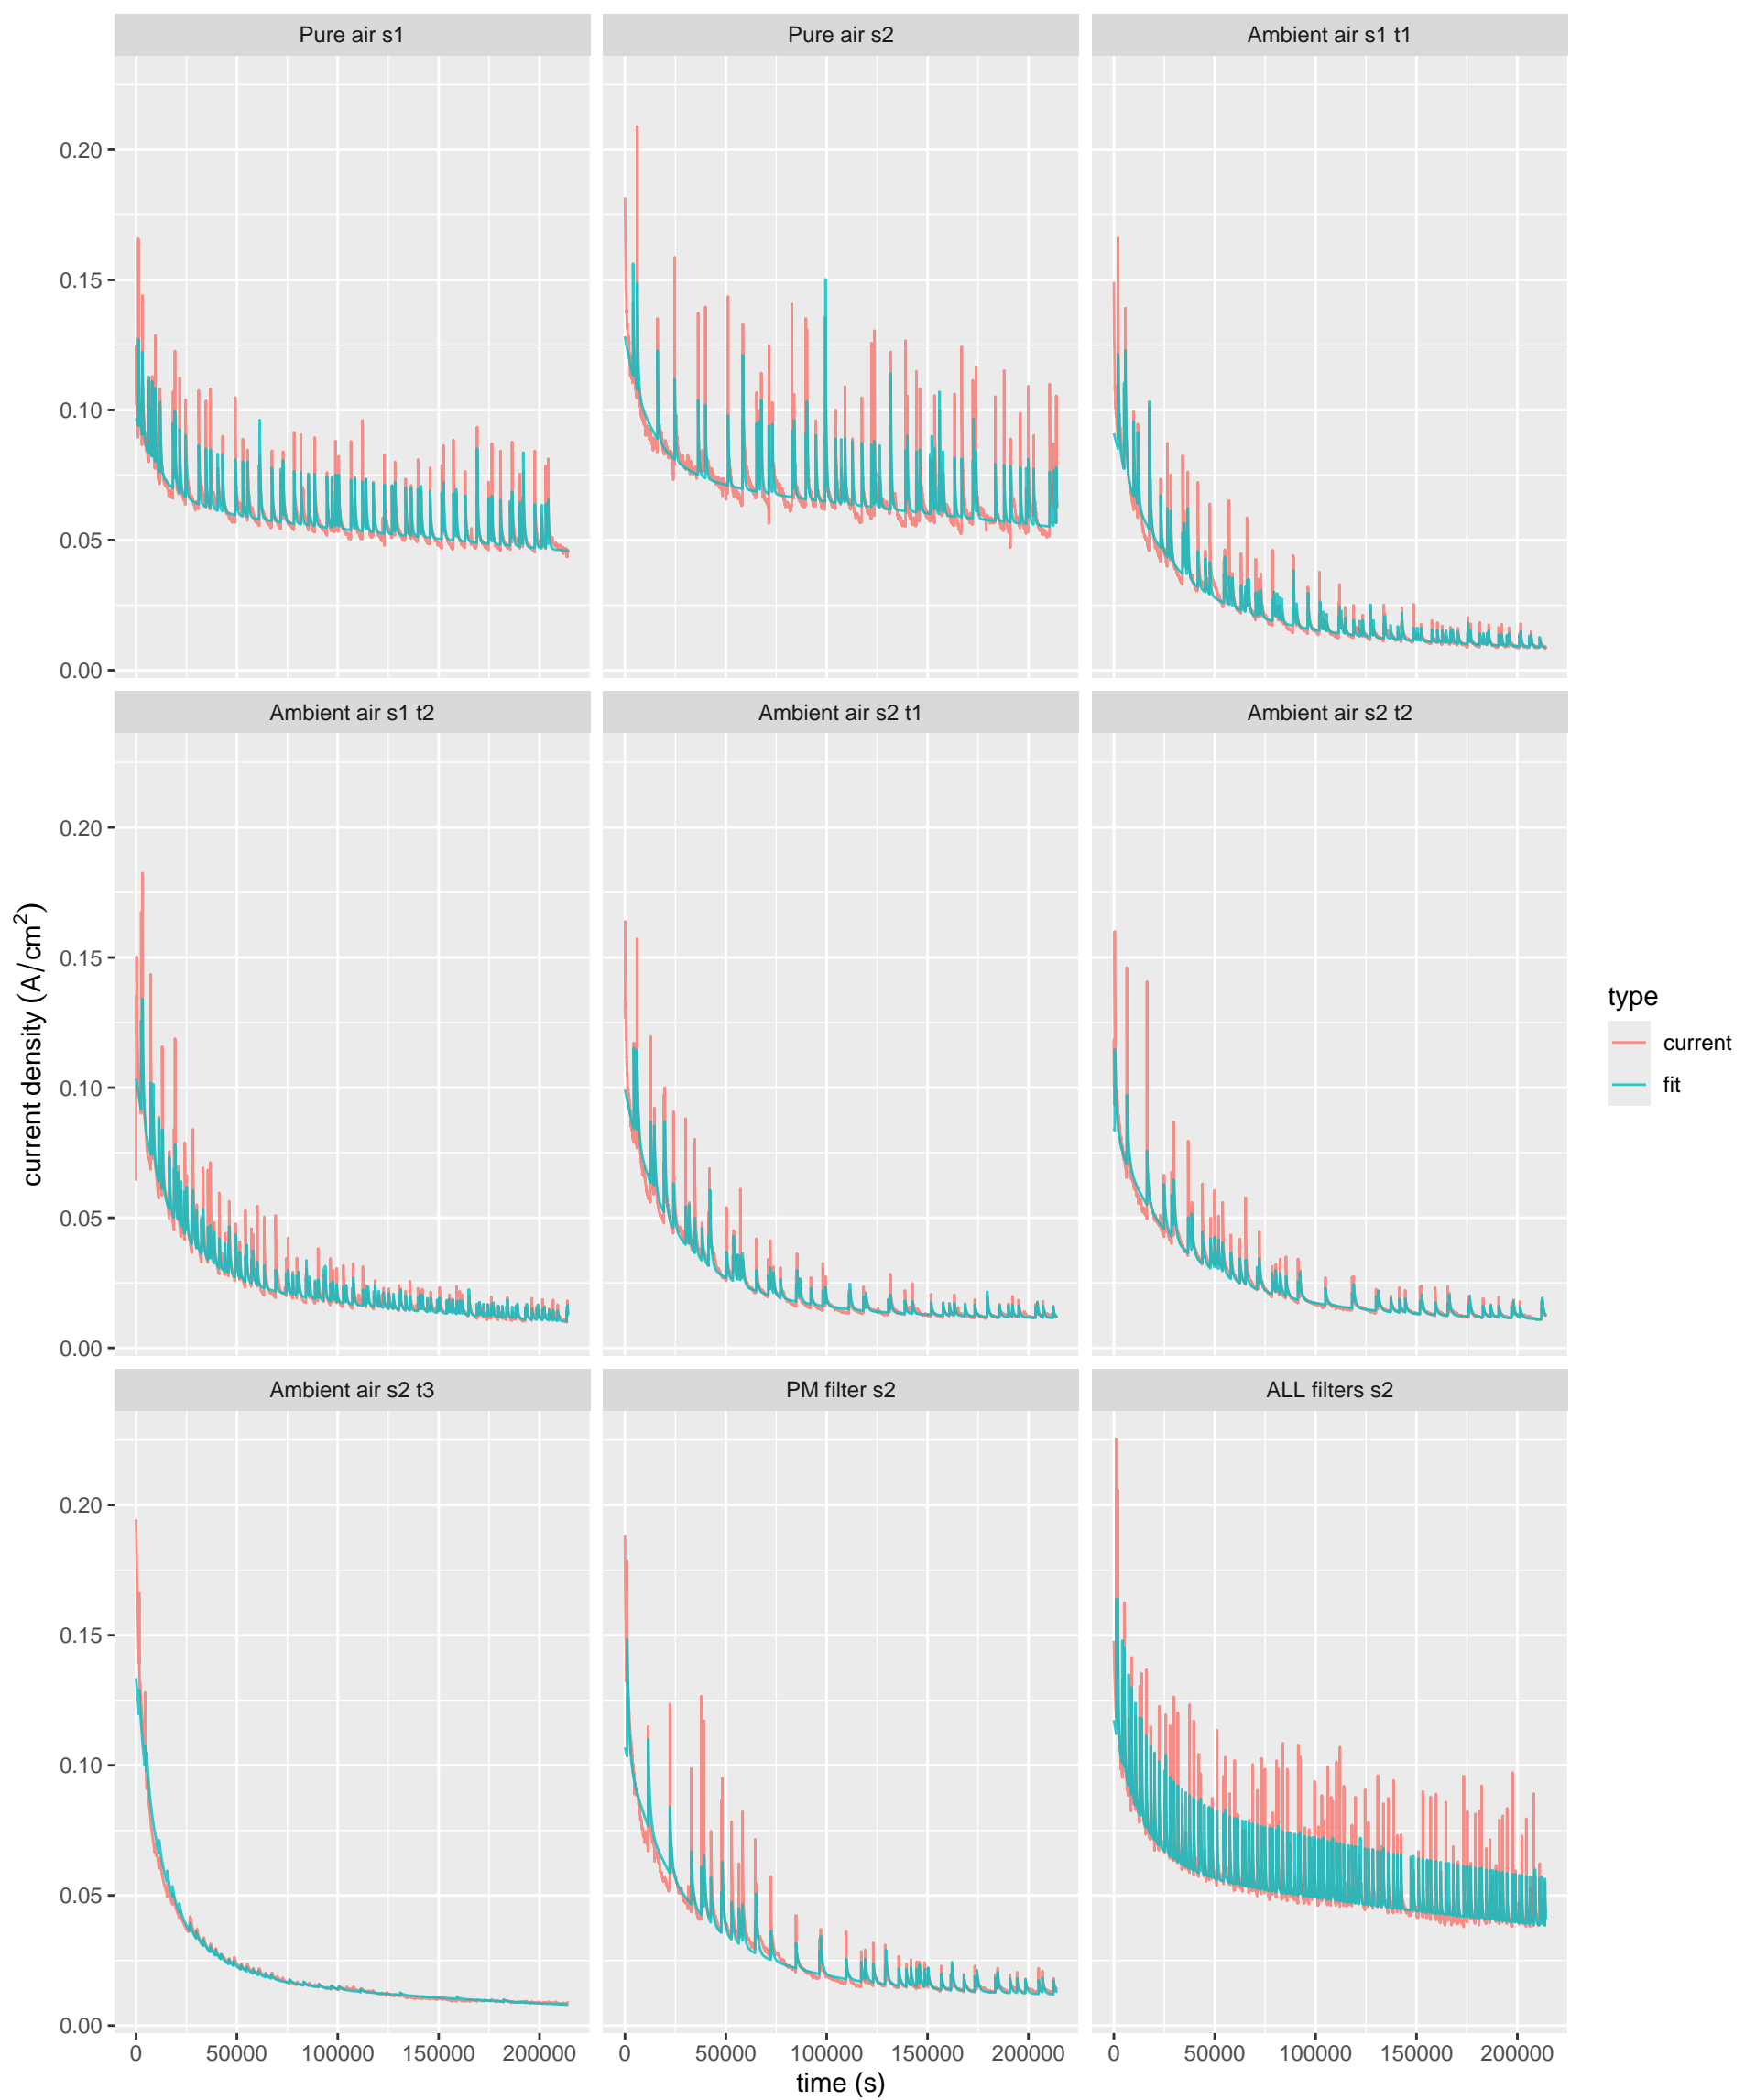 Pure air s1
Pure air s2
Ambient air s1 t1
0.20
0.15
0.10
0.05
0.00
Ambient air s1 t2
Ambient air s2 t1
Ambient air s2 t2
0.20
0.15
0.10
0.05
0.00
current density (A/cm²)
type
current
fit
Ambient air s2 t3
PM filter s2
ALL filters s2
0.20
0.15
0.10
0.05
0.00
0 50000 100000 150000 200000
0 50000 100000 150000 200000
0 50000 100000 150000 200000
time (s)